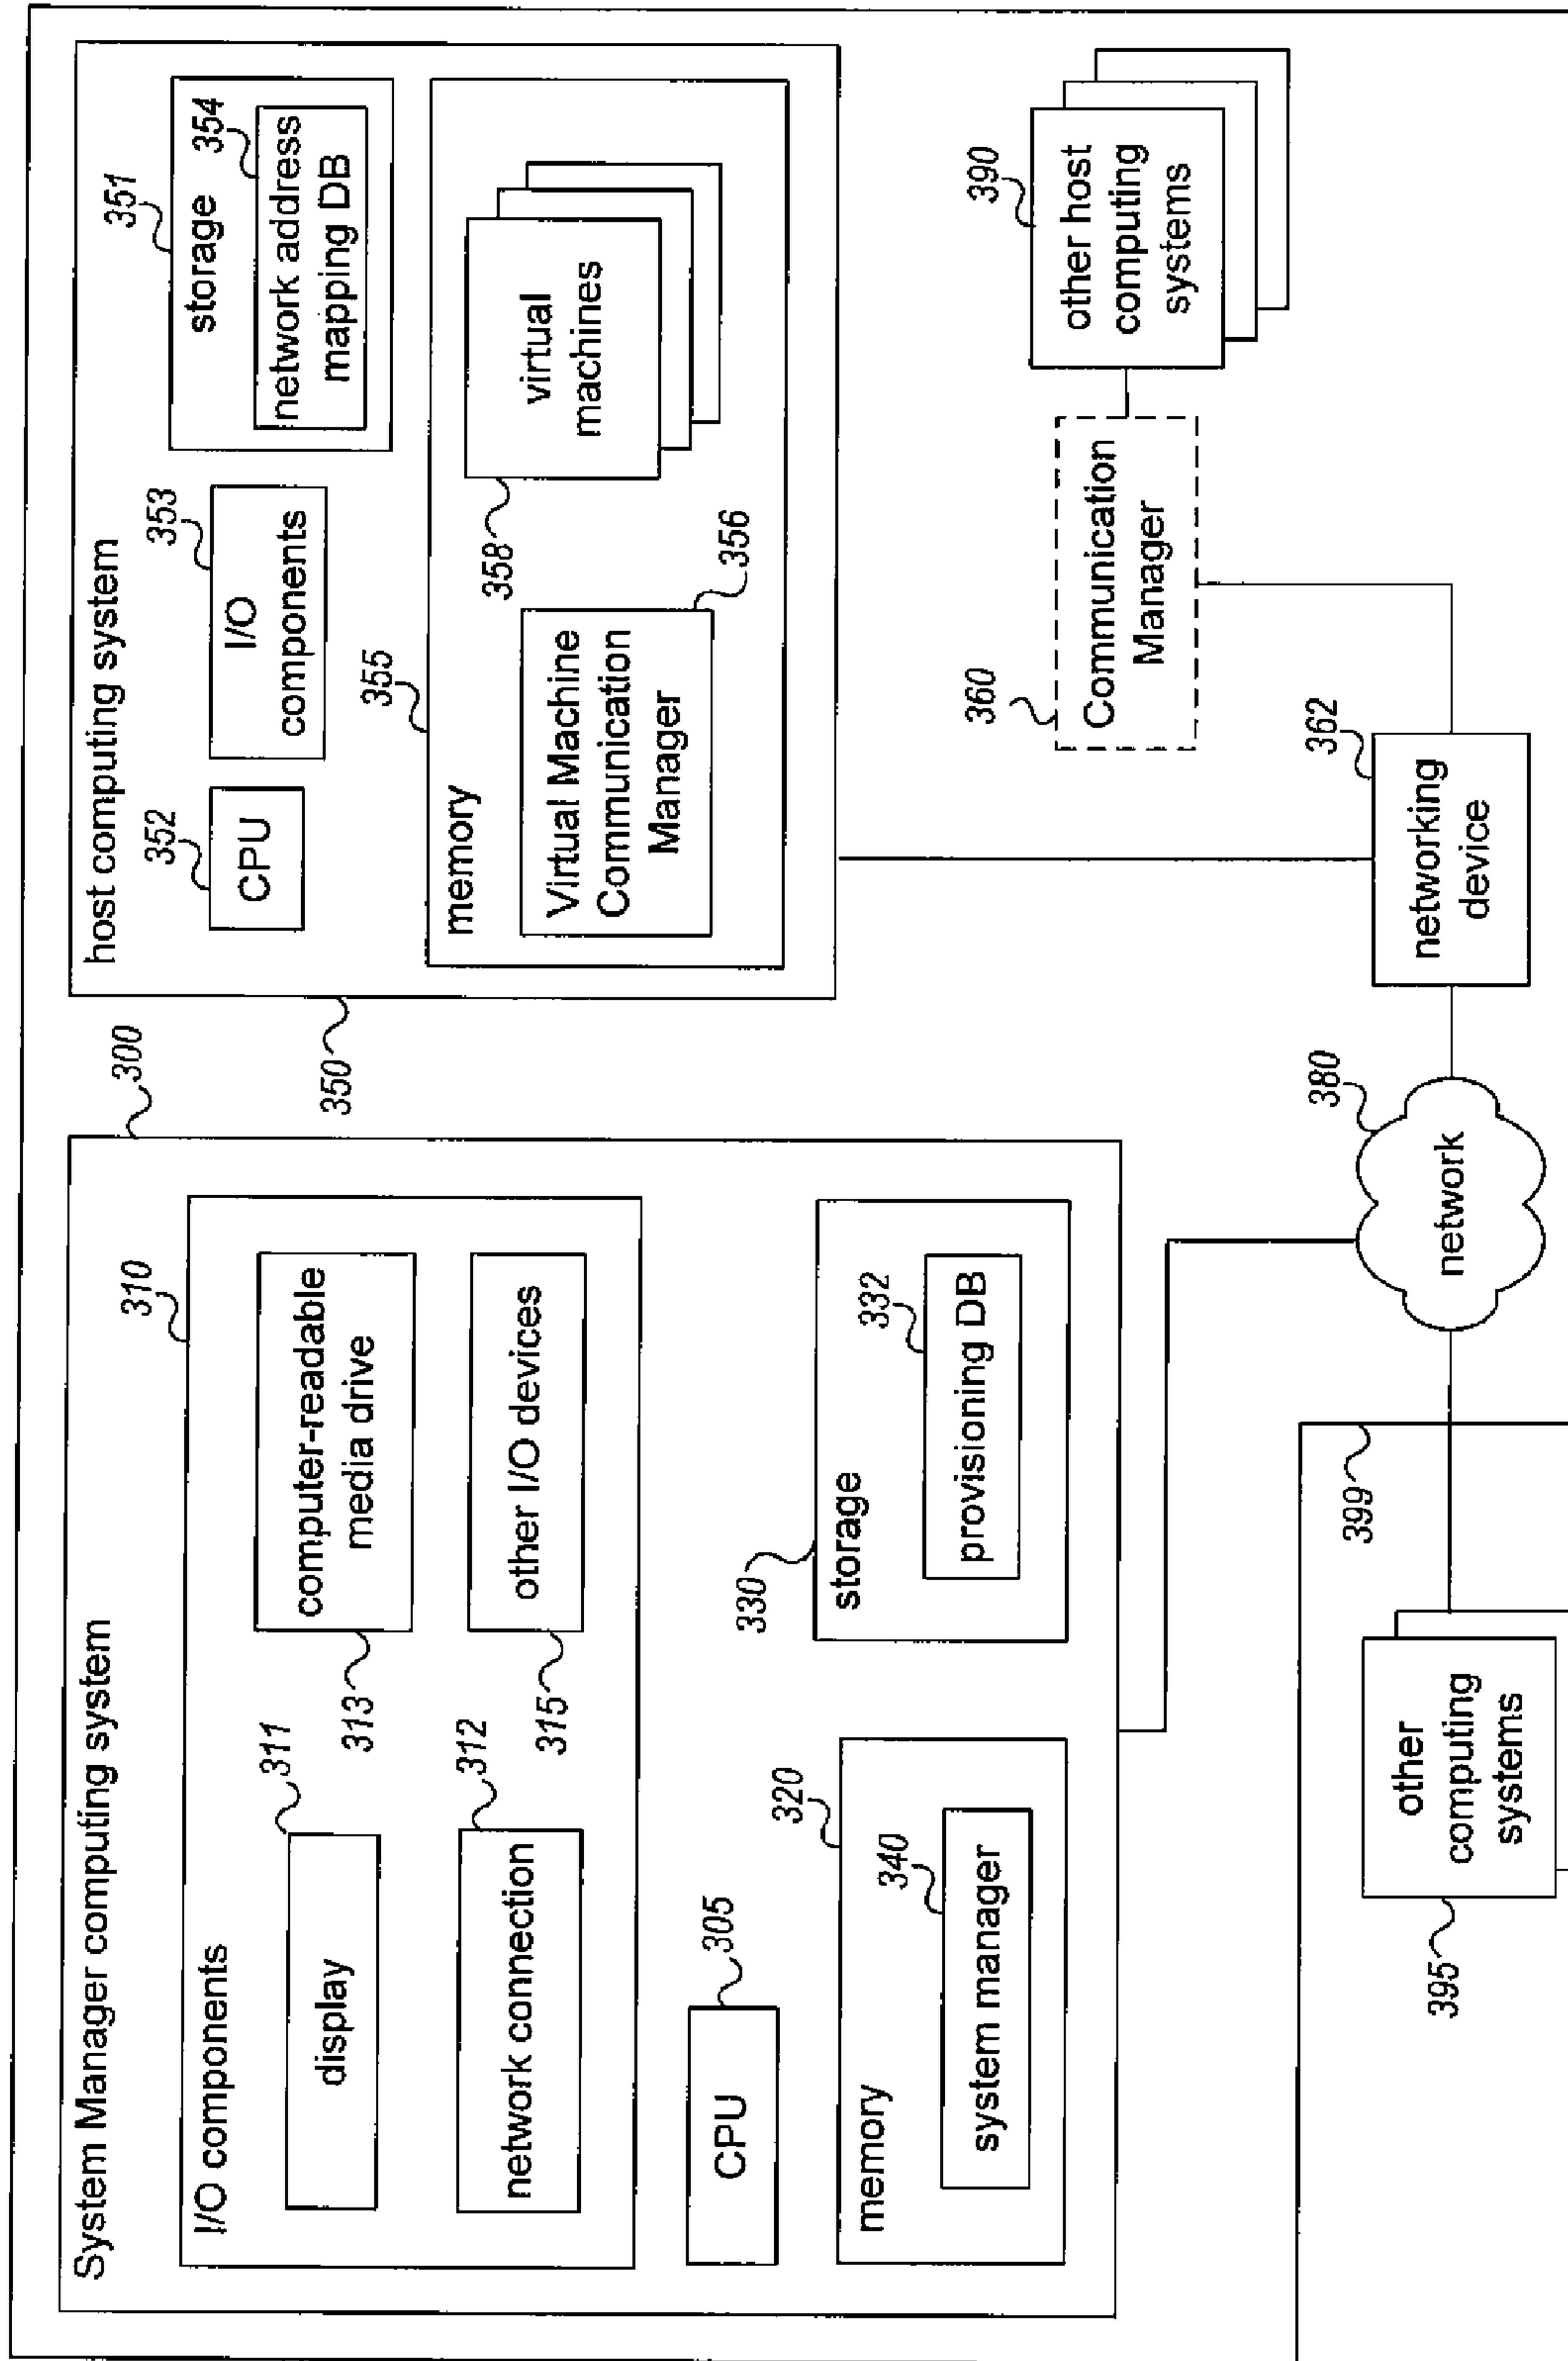 System Manager computing system
300
I/O components
310
display
311
computer-readable
media drive
313
network connection
312
other I/O devices
315
CPU
305
memory
320
system manager
340
storage
330
provisioning DB
332
host computing system
350
CPU
352
I/O
components
353
storage
351
network address
mapping DB
354
memory
355
Virtual Machine
Communication
Manager
356
virtual
machines
358
other host
computing
systems
390
Communication
Manager
360
networking
device
362
network
380
399
other
computing
systems
395